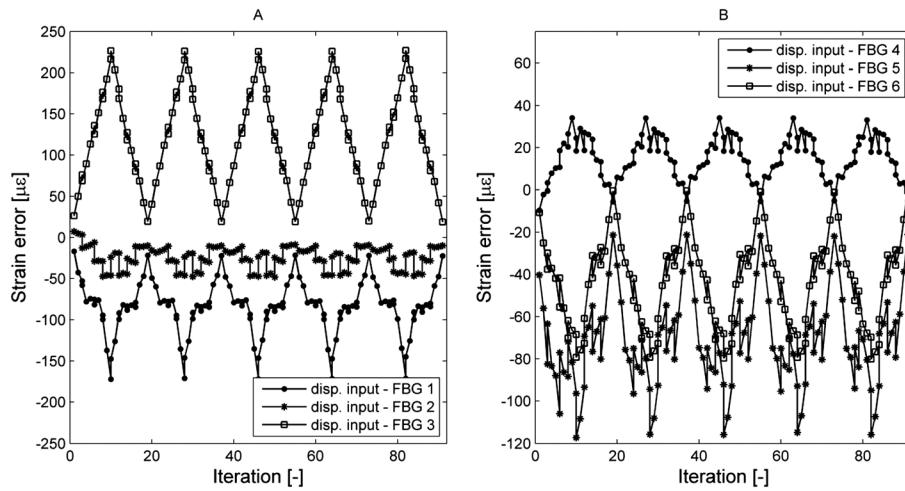 A
250
200
150
100
50
0
-50
-100
-150
-200
-250
Strain error [με]
0
20
40
60
80
Iteration [-]
disp. input - FBG 1
disp. input - FBG 2
disp. input - FBG 3
B
60
40
20
0
-20
-40
-60
-80
-100
-120
Strain error [με]
0
20
40
60
80
Iteration [-]
disp. input - FBG 4
disp. input - FBG 5
disp. input - FBG 6